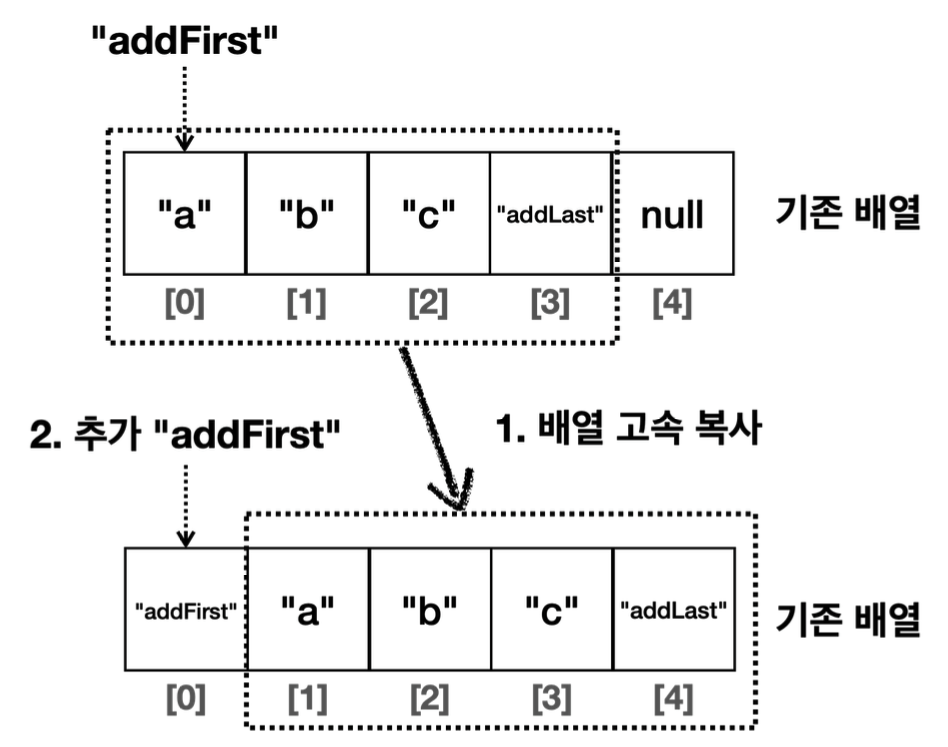 "addFirst"
"a" "b" "c" "addLast" null 기존 배열
[0] [1] [2] [3] [4]
2. 추가 "addFirst" 1. 배열 고속 복사
"addFirst" "a" "b" "c" "addLast" 기존 배열
[0] [1] [2] [3] [4]